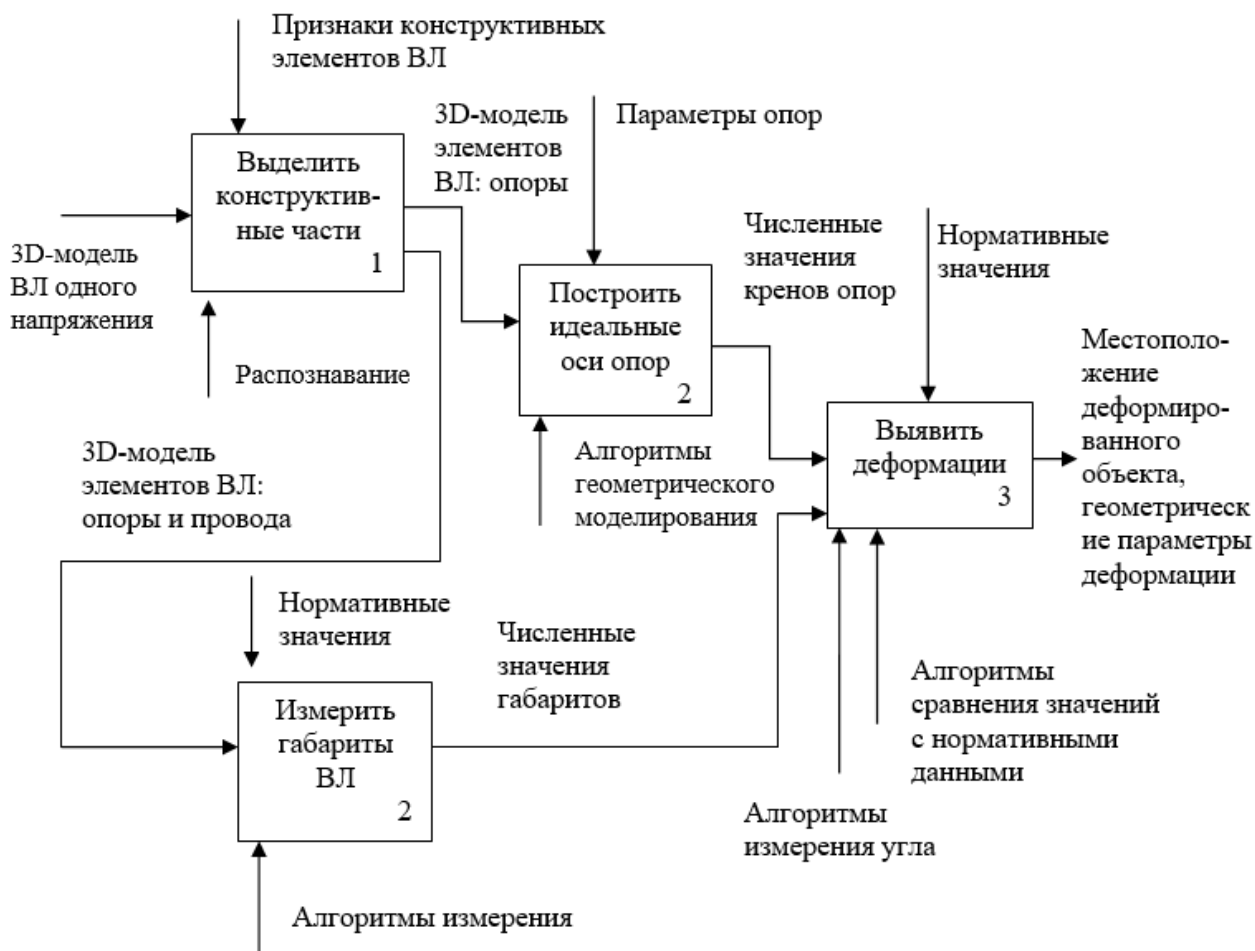 Признаки конструктивных
элементов ВЛ
Выделить
конструктив-
ные части
1
3D-модель
ВЛ одного
напряжения
Распознавание
3D-модель
элементов
ВЛ: опоры
Параметры опор
Построить
идеальные
оси опор
2
Алгоритмы
геометрического
моделирования
Численные
значения
кренов опор
Нормативные
значения
Выявить
деформации
3
Местополо-
жение
деформиро-
ванного
объекта,
геометрическ
ие параметры
деформации
3D-модель
элементов ВЛ:
опоры и провода
Нормативные
значения
Измерить
габариты
ВЛ
2
Численные
значения
габаритов
Алгоритмы
сравнения значений
с нормативными
данными
Алгоритмы
измерения угла
Алгоритмы измерения